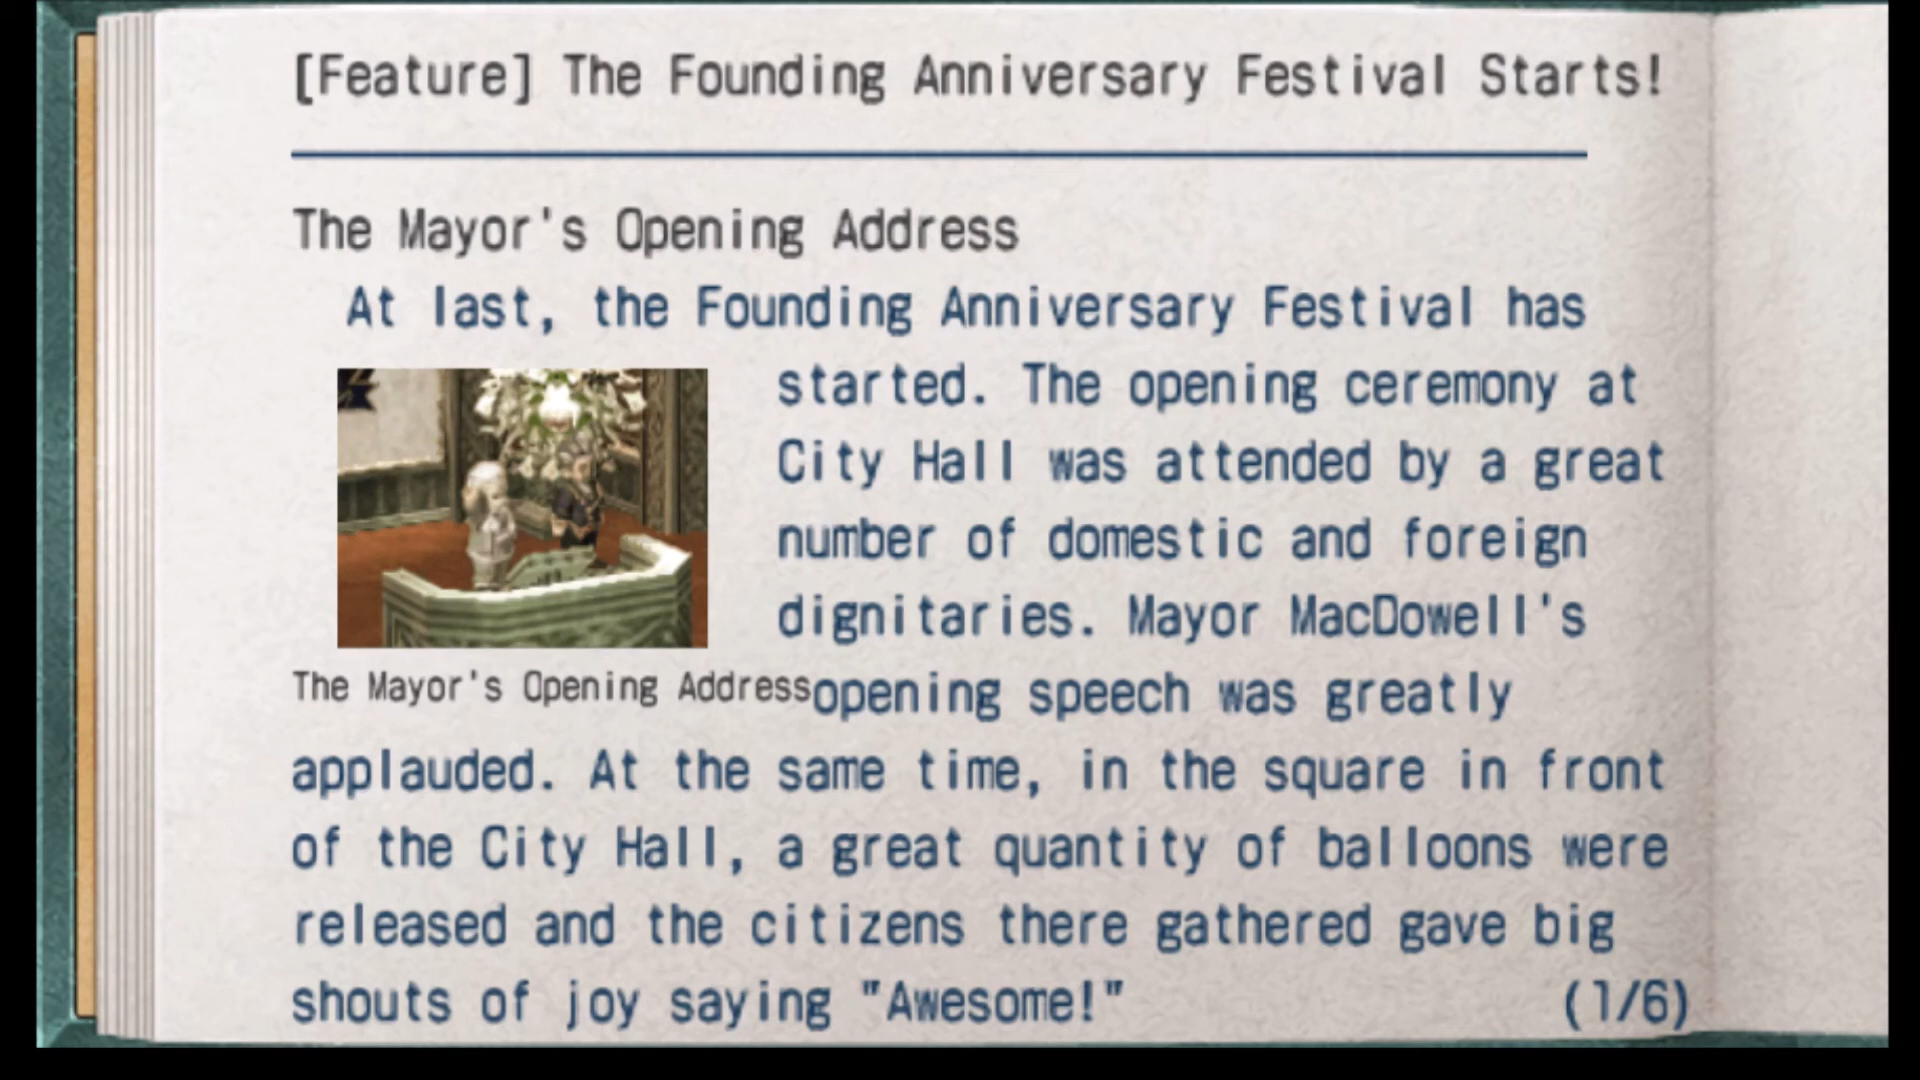 [Feature] The Founding Anniversary Festival Starts!
The Mayor's Opening Address
At last, the Founding Anniversary Festival has
started. The opening ceremony at
City Hall was attended by a great
number of domestic and foreign
dignitaries. Mayor MacDowell's
The Mayor's Opening Address
opening speech was greatly
applauded. At the same time, in the square in front
of the City Hall, a great quantity of balloons were
released and the citizens there gathered gave big
shouts of joy saying "Awesome!"
(1/6)